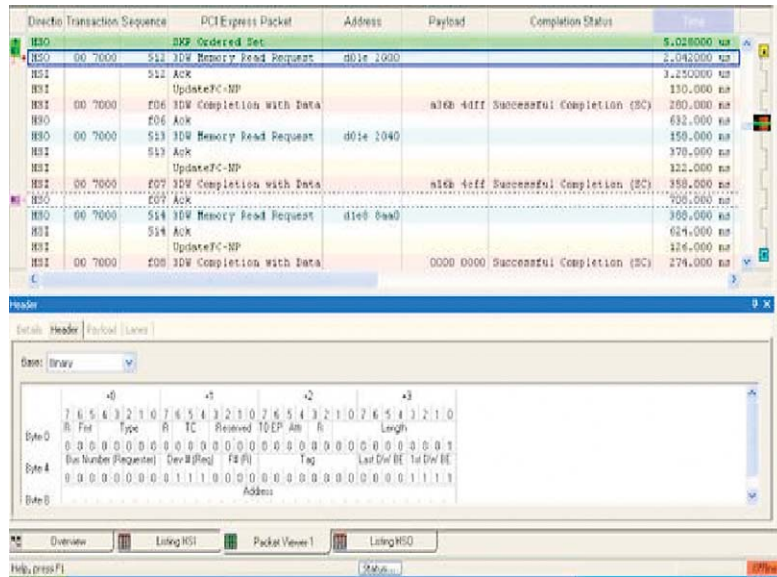 Directio Transaction Sequence PCI Express Packet Address Payload Completion Status Time
HSO SKP Ordered Set 5.028000 us
HSO 00 7000 512 3DW Memory Read Request d01e 2000 2.042000 us
HSI 512 Ack 3.250000 us
HSI UpdateFC-NP 130.000 ns
HSI 00 7000 f06 3DW Completion with Data a36b 4dff Successful Completion (SC) 280.000 ns
HSO f06 Ack 692.000 ns
HSO 00 7000 513 3DW Memory Read Request d01e 2040 158.000 ns
HSI 513 Ack 378.000 ns
HSI UpdateFC-NP 122.000 ns
HSI 00 7000 f07 3DW Completion with Data a16b 4cff Successful Completion (SC) 358.000 ns
HSO f07 Ack 708.000 ns
HSO 00 7000 514 3DW Memory Read Request d1e8 8aa0 388.000 ns
HSI 514 Ack 624.000 ns
HSI UpdateFC-NP 126.000 ns
HSI 00 7000 f08 3DW Completion with Data 0000 0000 Successful Completion (SC) 274.000 ns
Header
Details Header Payload Lanes
Base: Binary
+0 +1 +2 +3
7 6 5 4 3 2 1 0 7 6 5 4 3 2 1 0 7 6 5 4 3 2 1 0 7 6 5 4 3 2 1 0
R Fmt Type R TC Reserved TD EP Attr R Length
Byte 0
0 0 0 0 0 0 0 0 0 0 0 0 0 0 0 0 0 0 0 0 0 0 0 0 0 0 0 0 0 0 0 1
Bus Number (Requester) Dev # (Req) F# (R) Tag Last DW BE 1st DW BE
Byte 4
0 0 0 0 0 0 0 0 1 1 1 0 0 0 0 0 0 0 0 0 0 0 0 0 0 0 0 0 1 1 1 1
Address
Byte 8
Overview Listing HSI Packet Viewer 1 Listing HSO
Help, press F1 Status... Offline